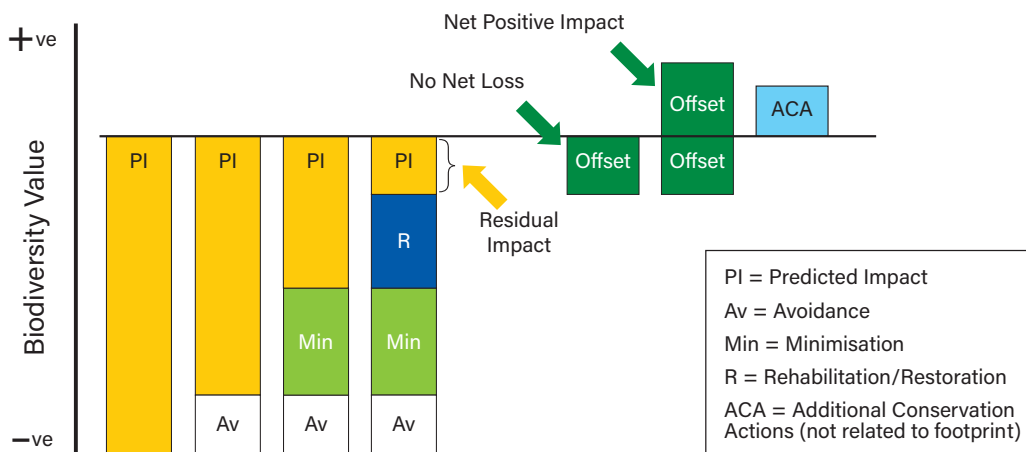 +ve
Net Positive Impact
No Net Loss
Offset
ACA
PI
PI
PI
PI
Offset
Offset
Biodiversity Value
Residual
Impact
R
Min
Min
Av
Av
Av
−ve
PI = Predicted Impact
Av = Avoidance
Min = Minimisation
R = Rehabilitation/Restoration
ACA = Additional Conservation
Actions (not related to footprint)